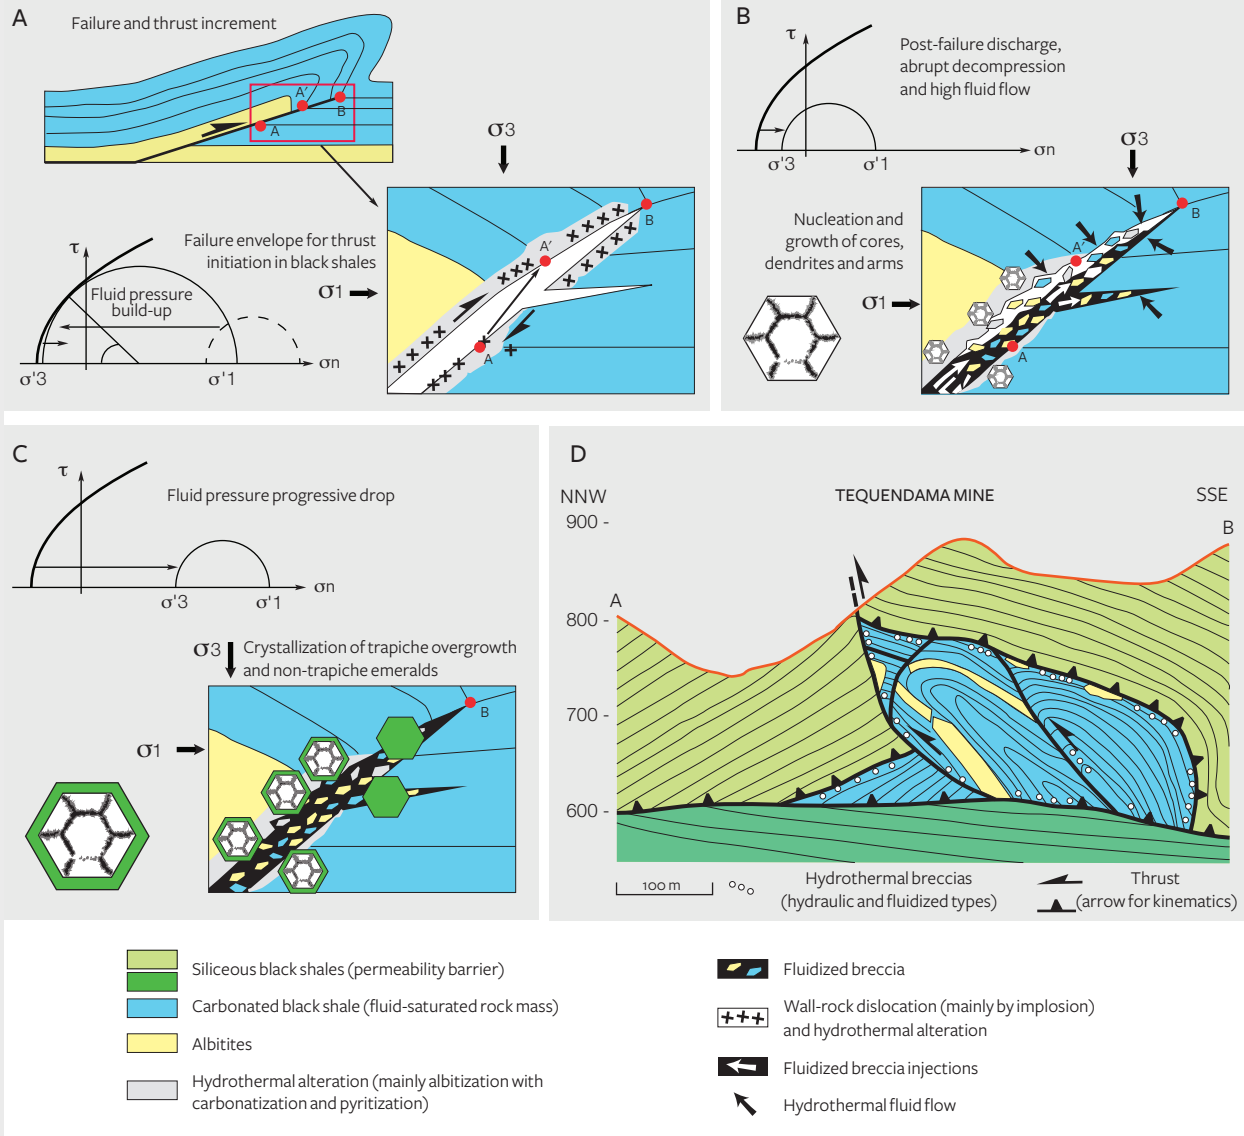 A
Failure and thrust increment
A′
B
A
σ3
τ
Failure envelope for thrust
initiation in black shales
Fluid pressure
build-up
σ1
σ'3
σ'1
σn
A′
B
A
B
τ
Post-failure discharge,
abrupt decompression
and high fluid flow
σ'3
σ'1
σn
σ3
Nucleation and
growth of cores,
dendrites and arms
σ1
A′
B
A
C
τ
Fluid pressure progressive drop
σ'3
σ'1
σn
σ3
Crystallization of trapiche overgrowth
and non-trapiche emeralds
σ1
B
D
NNW
TEQUENDAMA MINE
SSE
900 -
B
A
800 -
700 -
600 -
100 m
Hydrothermal breccias
(hydraulic and fluidized types)
Thrust
(arrow for kinematics)
Siliceous black shales (permeability barrier)
Carbonated black shale (fluid-saturated rock mass)
Albitites
Hydrothermal alteration (mainly albitization with
carbonatization and pyritization)
Fluidized breccia
Wall-rock dislocation (mainly by implosion)
and hydrothermal alteration
Fluidized breccia injections
Hydrothermal fluid flow